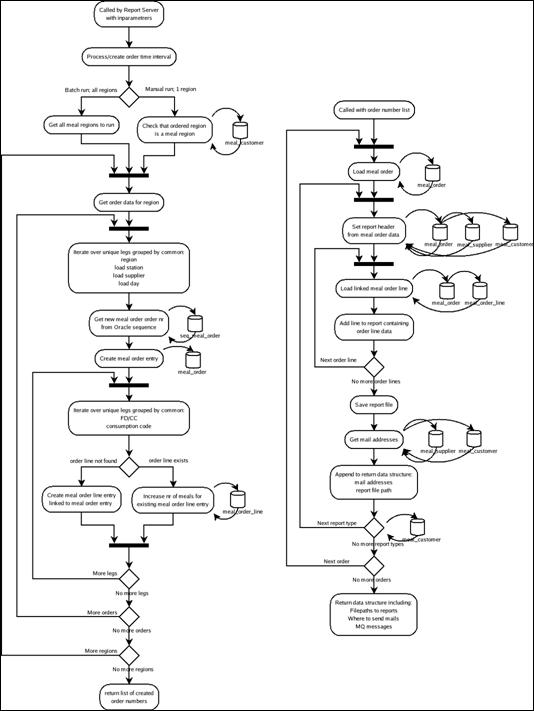 Called by Report Server
with inparametrers
Process/create order time interval
Batch run; all regions
Manual run; 1 region
Get all meal regions to run
Check that ordered region
is a meal region
meal_customer
Get order data for region
Iterate over unique legs grouped by common:
region
load station
load supplier
load day
Get new meal order order nr
from Oracle sequence
seq_meal_order
Create meal order entry
meal_order
Iterate over unique legs grouped by common:
FD/CC
consumption code
order line not found
order line exists
Create meal order line entry
linked to meal order entry
Increase nr of meals for
existing meal order line entry
meal_order_line
More legs
No more legs
More orders
No more orders
More regions
No more regions
return list of created
order numbers
Called with order number list
Load meal order
meal_order
Set report header
from meal order data
meal_order
meal_supplier
meal_customer
Load linked meal order line
meal_order
meal_order_line
Add line to report containing
order line data
Next order line
No more order lines
Save report file
Get mail addresses
meal_supplier
meal_customer
Append to return data structure:
mail addresses
report file path
Next report type
meal_customer
No more report types
Next order
No more orders
Return data structure including:
Filepaths to reports
Where to send mails
MQ messages